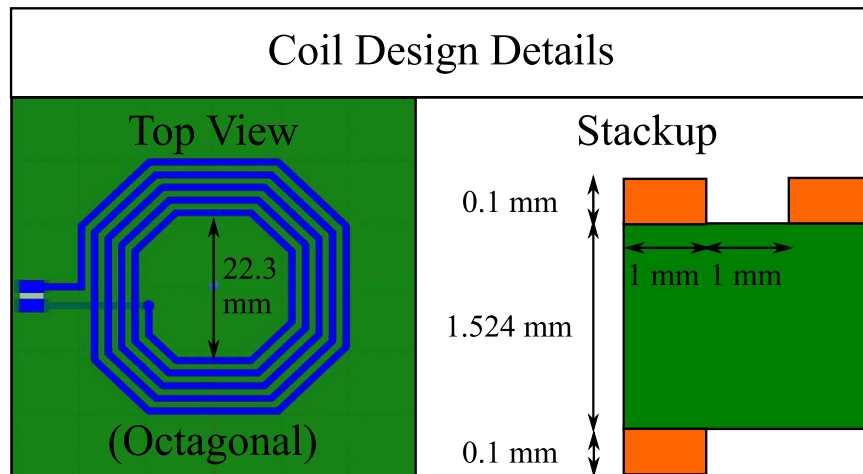 Coil Design Details
Top View
22.3
mm
(Octagonal)
Stackup
0.1 mm
1 mm 1 mm
1.524 mm
0.1 mm